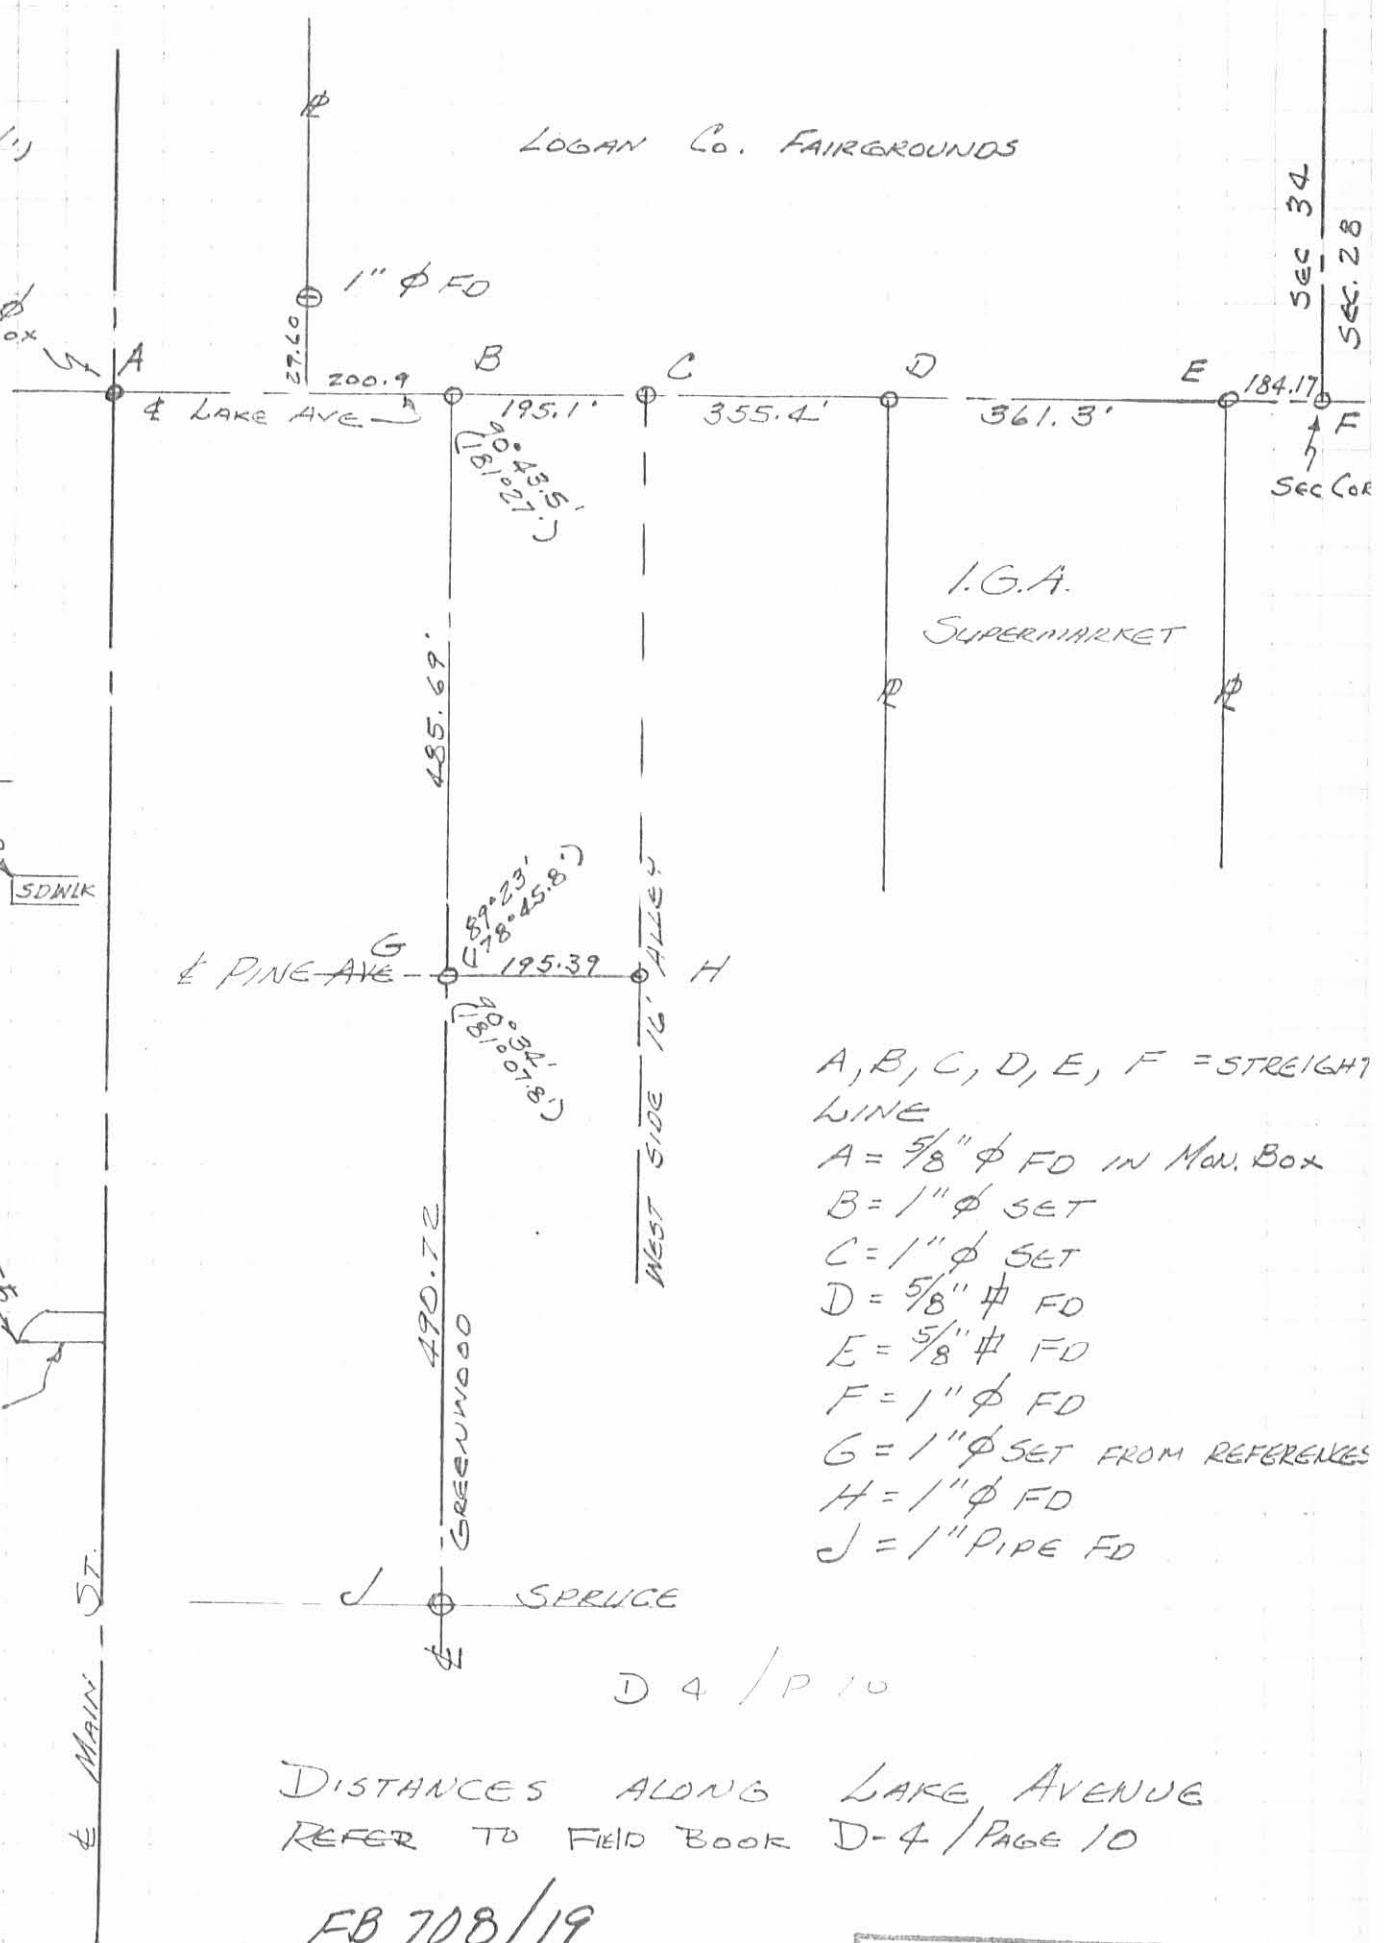 LOGAN CO. FAIRGROUNDS
SEC 34
SEC. 28
1" ϕ FD
29.60
OX
A
B
C
D
E
F
200.9
195.1'
355.4'
361.3'
184.17
℄ LAKE AVE
SEC COR
90°43.5'
(181°27')
I.G.A.
SUPERMARKET
℄
485.69'
SDWLK
89°23'
(178°45.8')
℄ PINE AVE
G
195.39
H
90°34'
(181°07.8')
WEST SIDE 16' ALLEY
490.72
GREENWOOD
A, B, C, D, E, F = STREIGHT
LINE
A = 5/8" ϕ FD IN MON. BOX
B = 1" ϕ SET
C = 1" ϕ SET
D = 5/8" # FD
E = 5/8" # FD
F = 1" ϕ FD
G = 1" ϕ SET FROM REFERENCES
H = 1" ϕ FD
J = 1" PIPE FD
J
SPRUCE
℄ MAIN ST.
D 4 / P 10
DISTANCES ALONG LAKE AVENUE
REFER TO FIELD BOOK D-4 / PAGE 10
FB 708/19